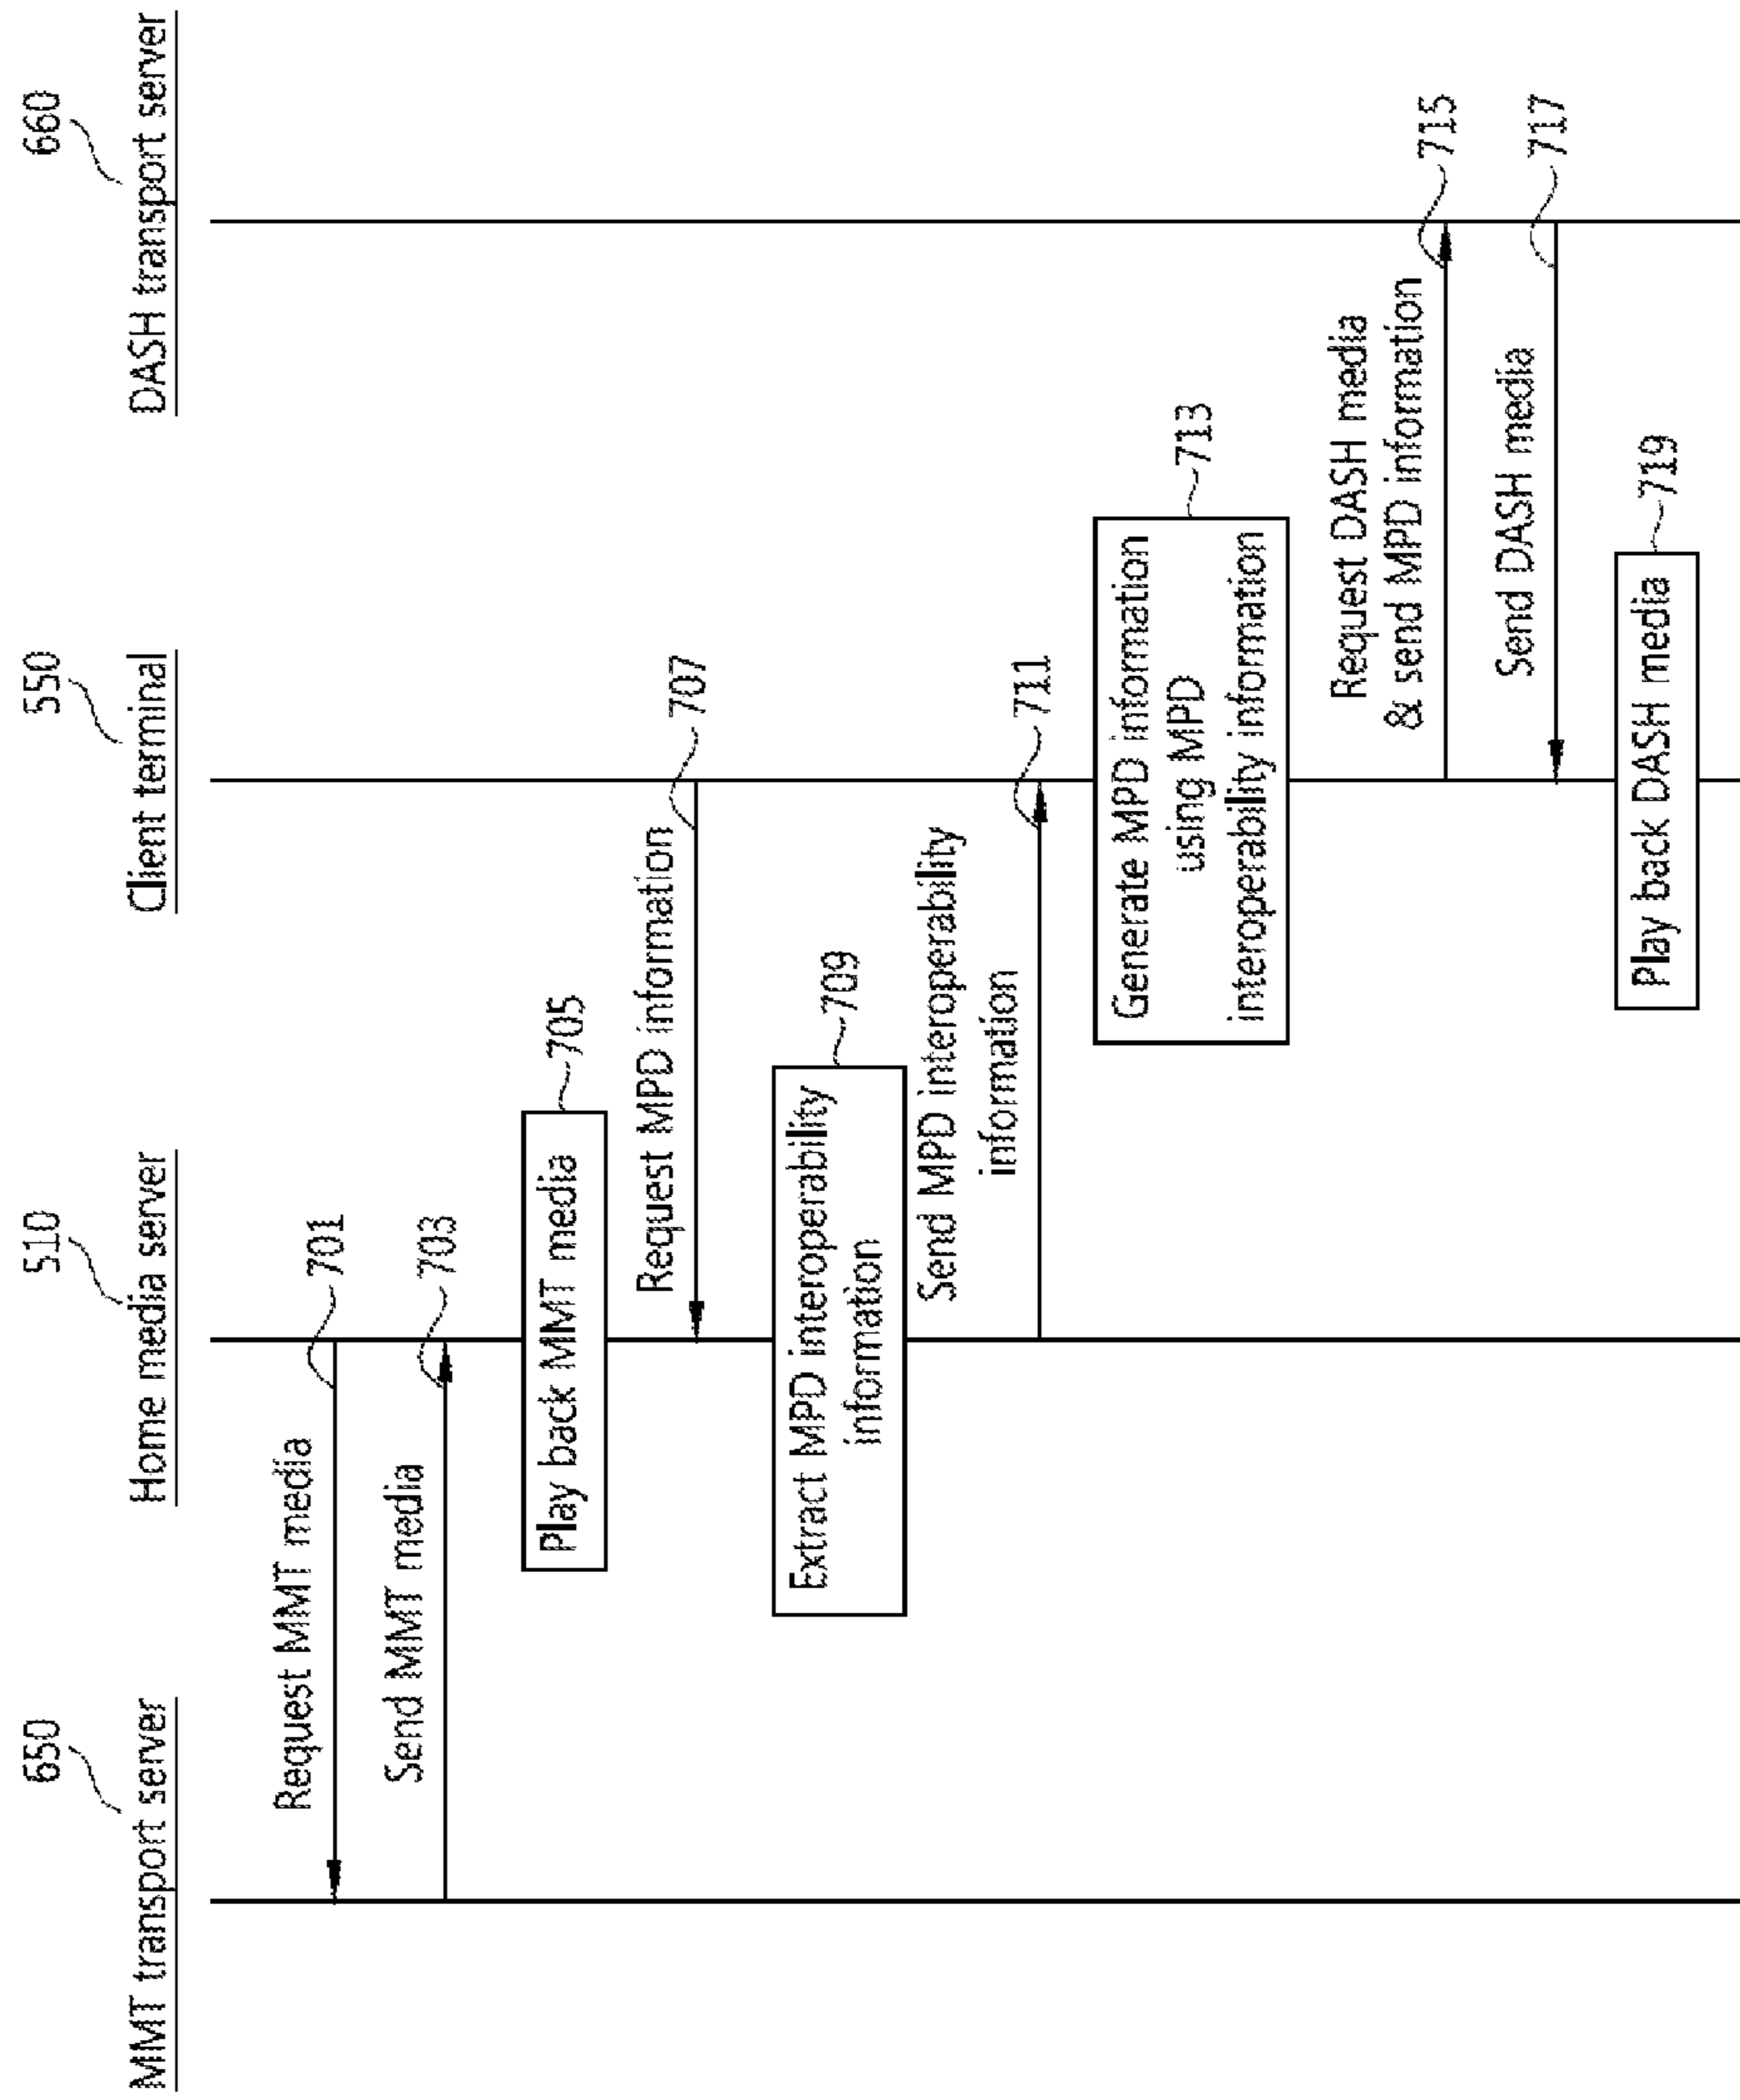 650
MMT transport server
510
Home media server
550
Client terminal
660
DASH transport server
Request MMT media
701
Send MMT media
703
Play back MMT media
705
Request MPD information
707
Extract MPD interoperability
information
709
Send MPD interoperability
information
711
Generate MPD information
using MPD
interoperability information
713
Request DASH media
& send MPD information
715
Send DASH media
717
Play back DASH media
719